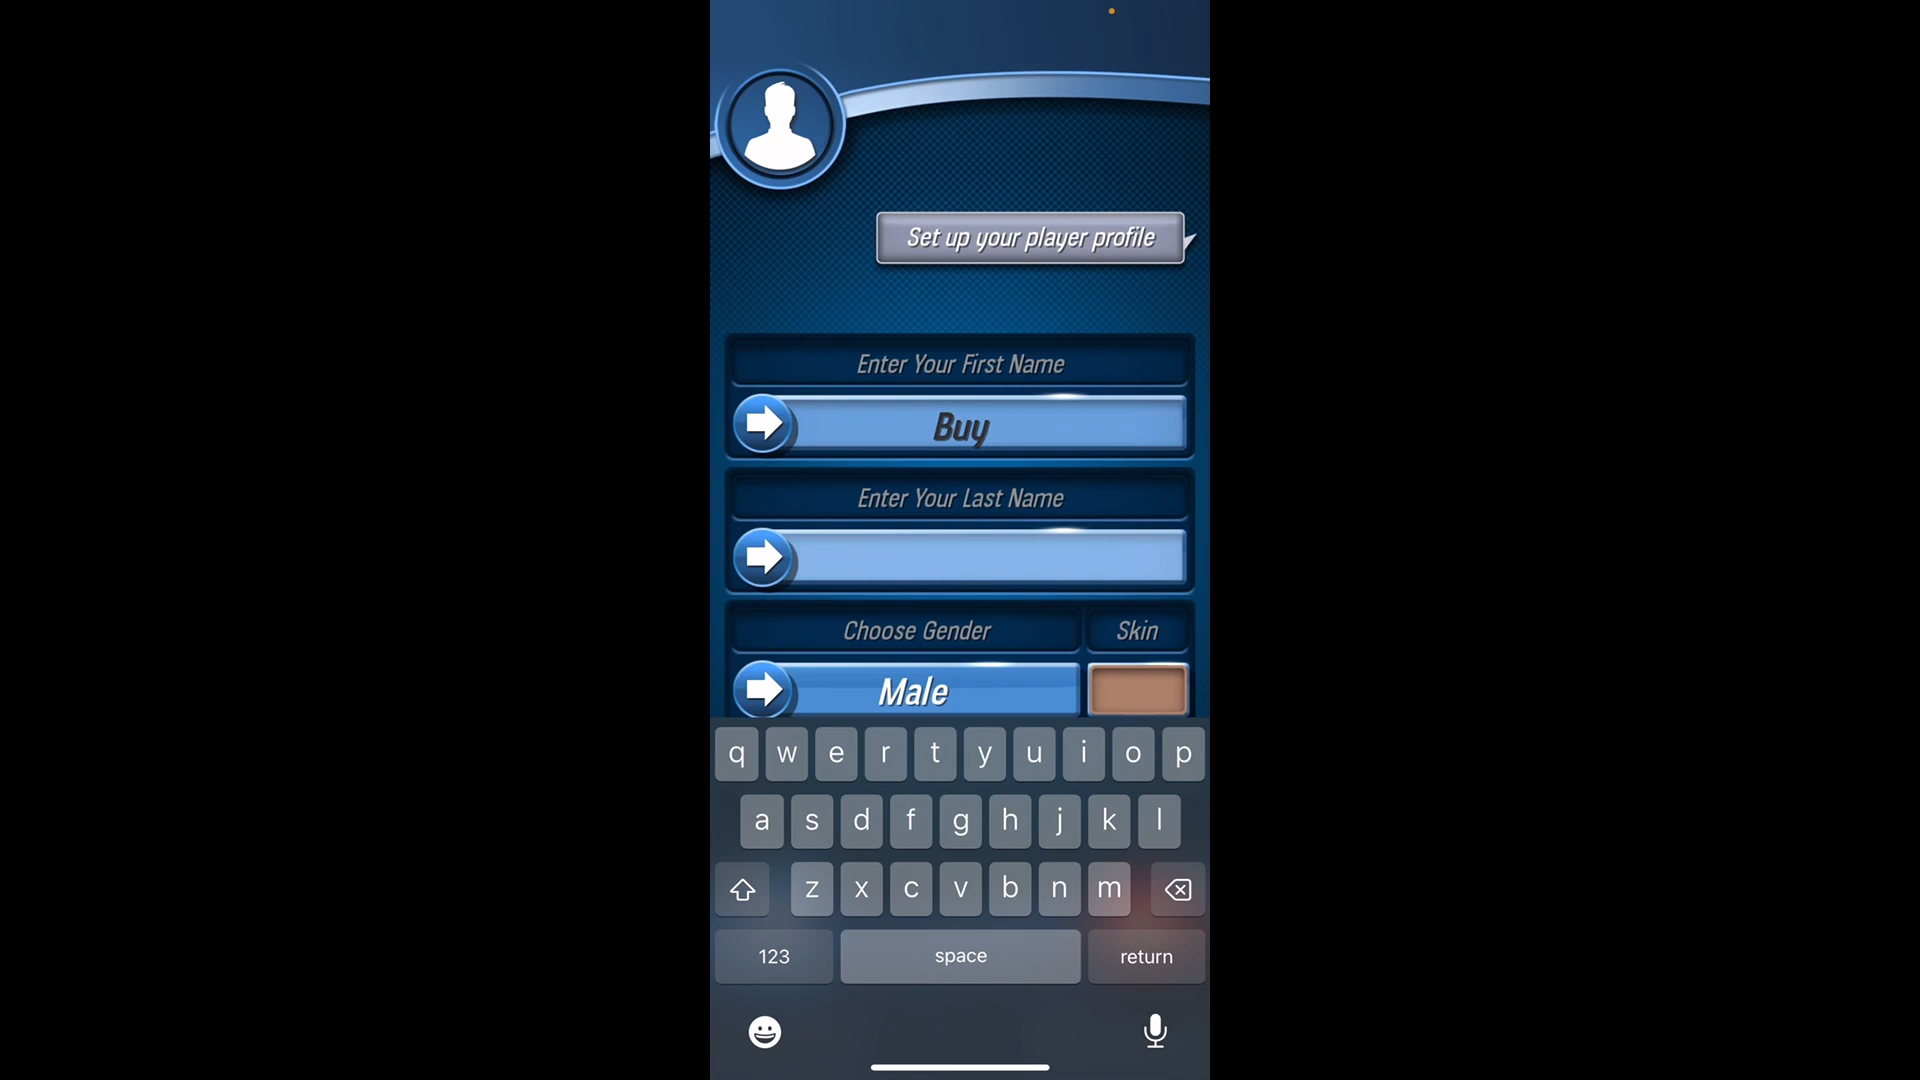 Set up your player profile
Enter Your First Name
Buy
Enter Your Last Name
Choose Gender
Skin
Male
q w e r t y u i o p
a s d f g h j k l
z x c v b n m
123 space return